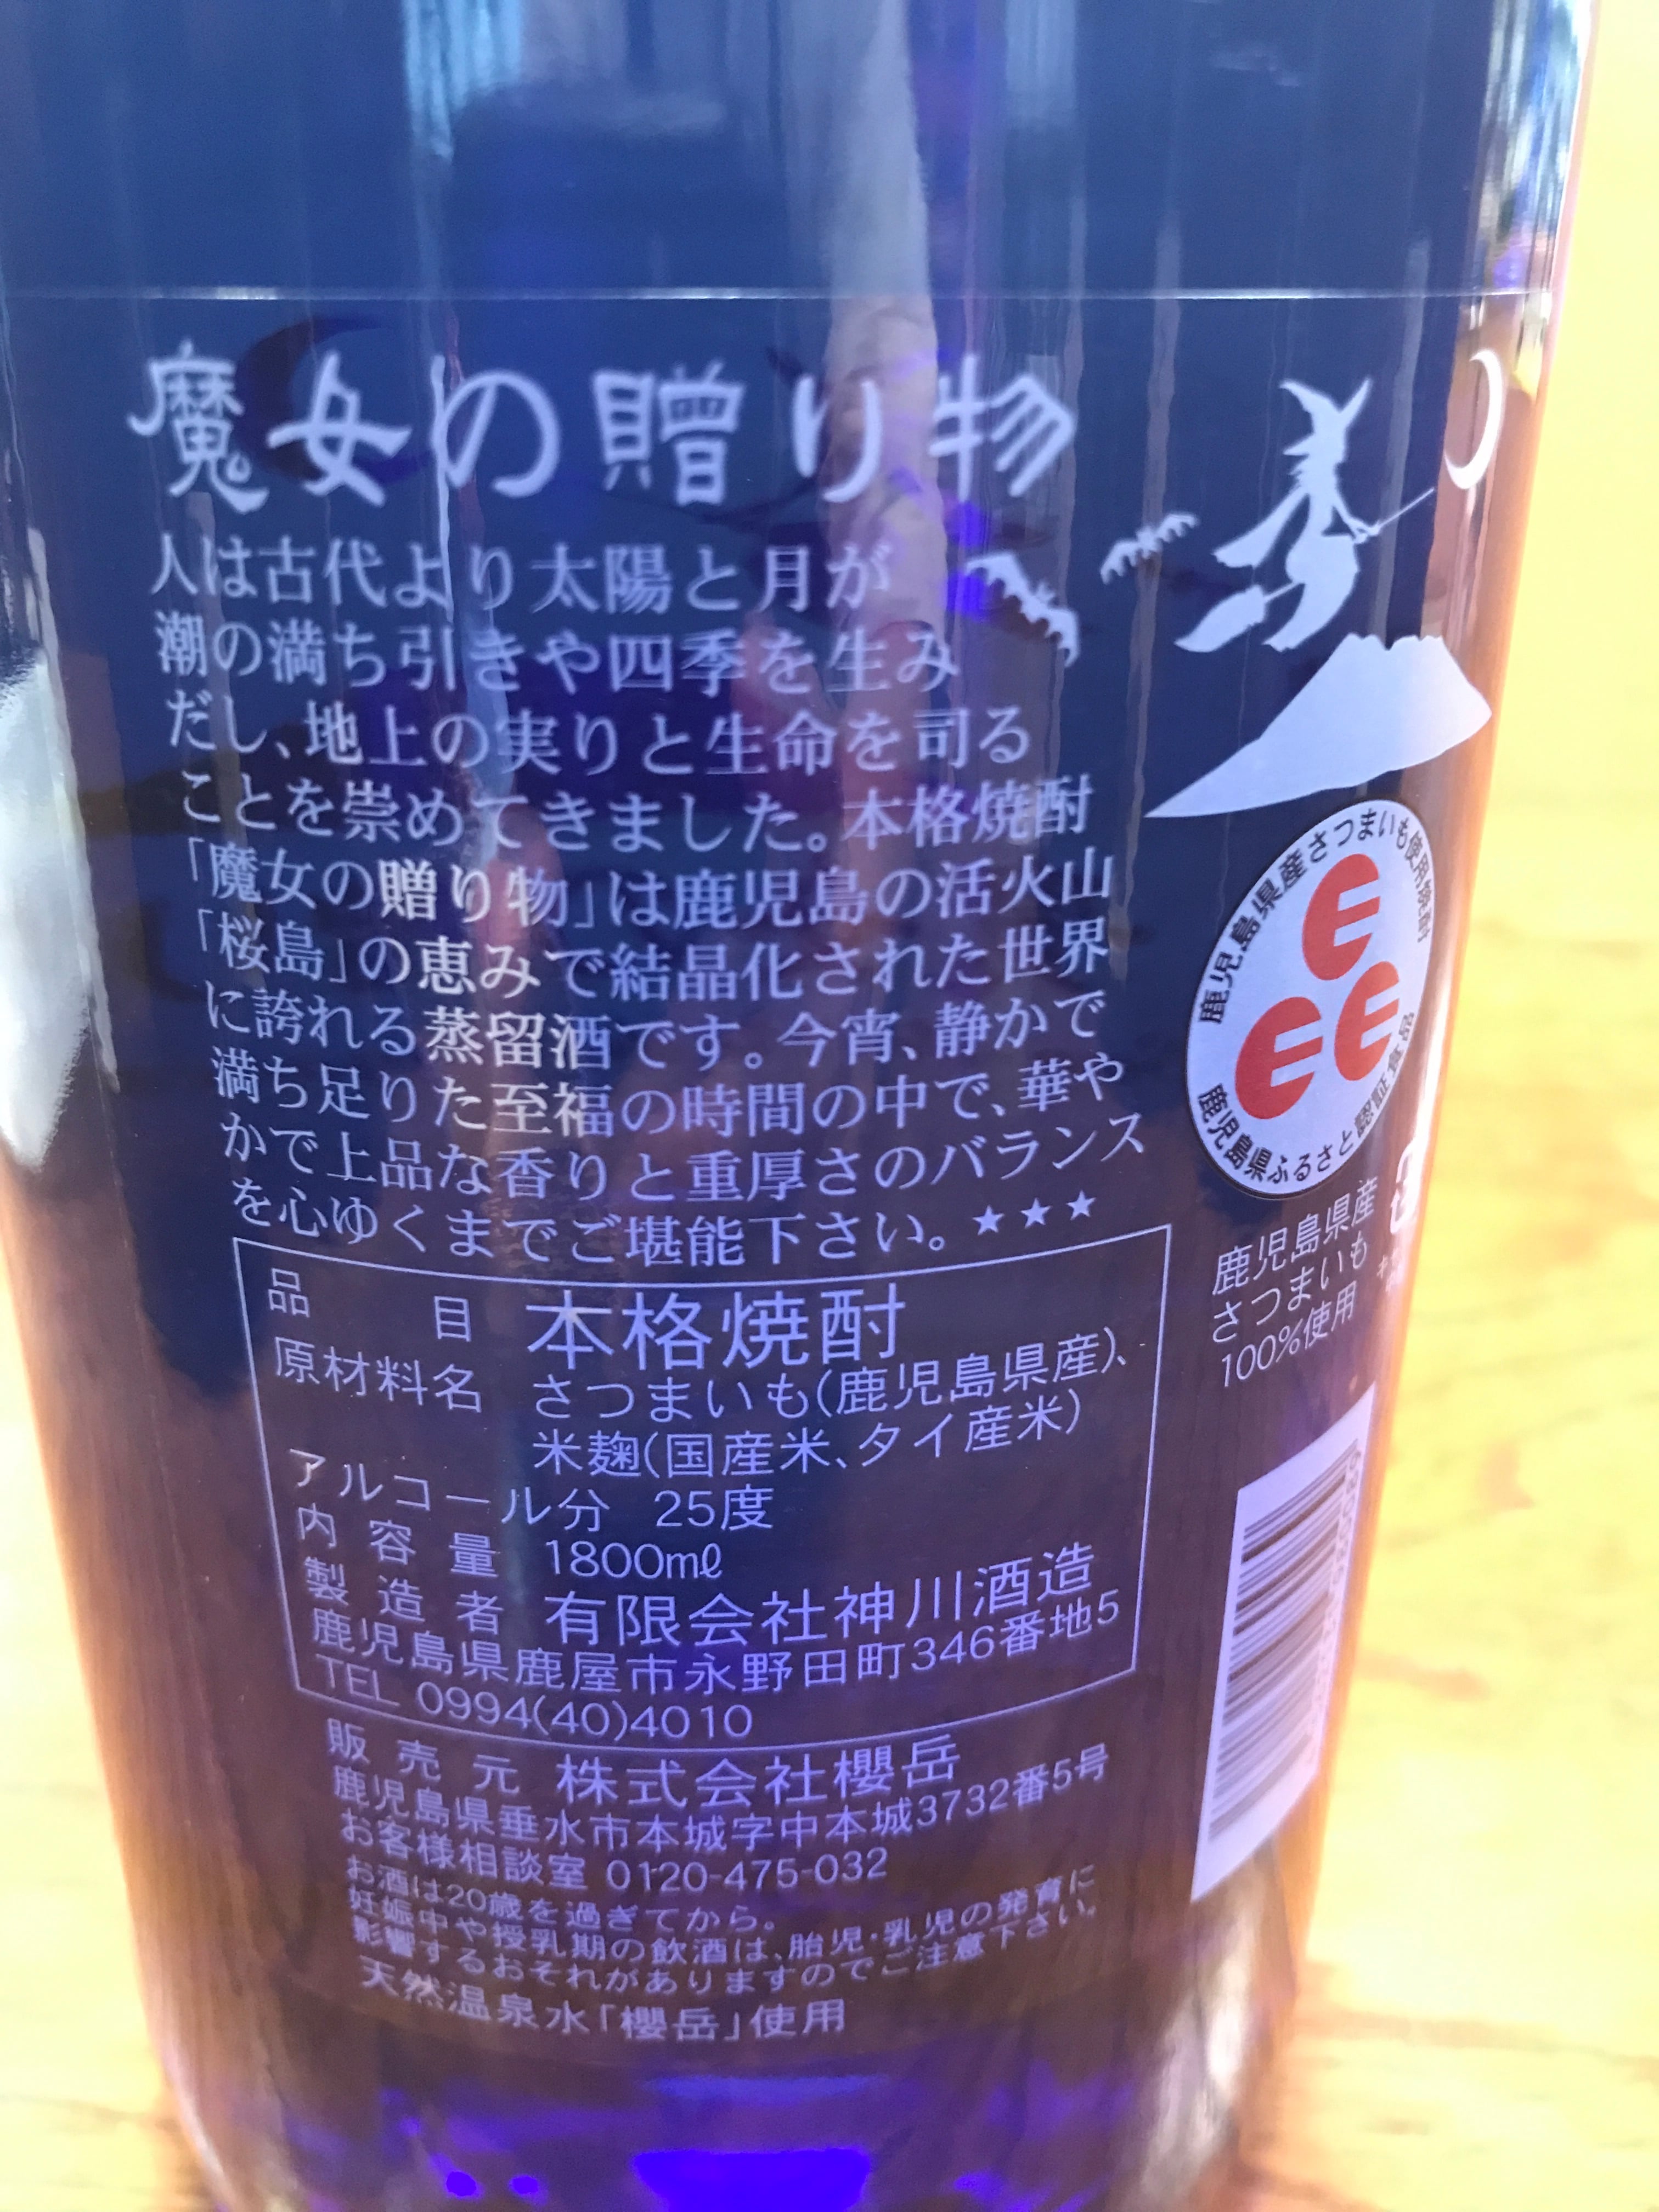 魔女の贈り物
人は古代より太陽と月が
潮の満ち引きや四季を生み
だし、地上の実りと生命を司る
ことを崇めてきました。本格焼酎
「魔女の贈り物」は鹿児島の活火山
「桜島」の恵みで結晶化された世界
に誇れる蒸留酒です。今宵、静かで
満ち足りた至福の時間の中で、華や
かで上品な香りと重厚さのバランス
を心ゆくまでご堪能下さい。★★★
品目 本格焼酎
原材料名 さつまいも(鹿児島県産)、
米麹(国産米、タイ産米)
アルコール分 25度
内容量 1800mℓ
製造者 有限会社神川酒造
鹿児島県鹿屋市永野田町346番地5
TEL 0994(40)4010
販売元 株式会社櫻岳
鹿児島県垂水市本城字中本城3732番5号
お客様相談室 0120-475-032
お酒は20歳を過ぎてから。
妊娠中や授乳期の飲酒は、胎児・乳児の発育に
影響するおそれがありますのでご注意下さい。
天然温泉水「櫻岳」使用
鹿児島県産さつまいも使用焼酎
E
E E
鹿児島県ふるさと認証食品
鹿児島県産
さつまいも
100%使用